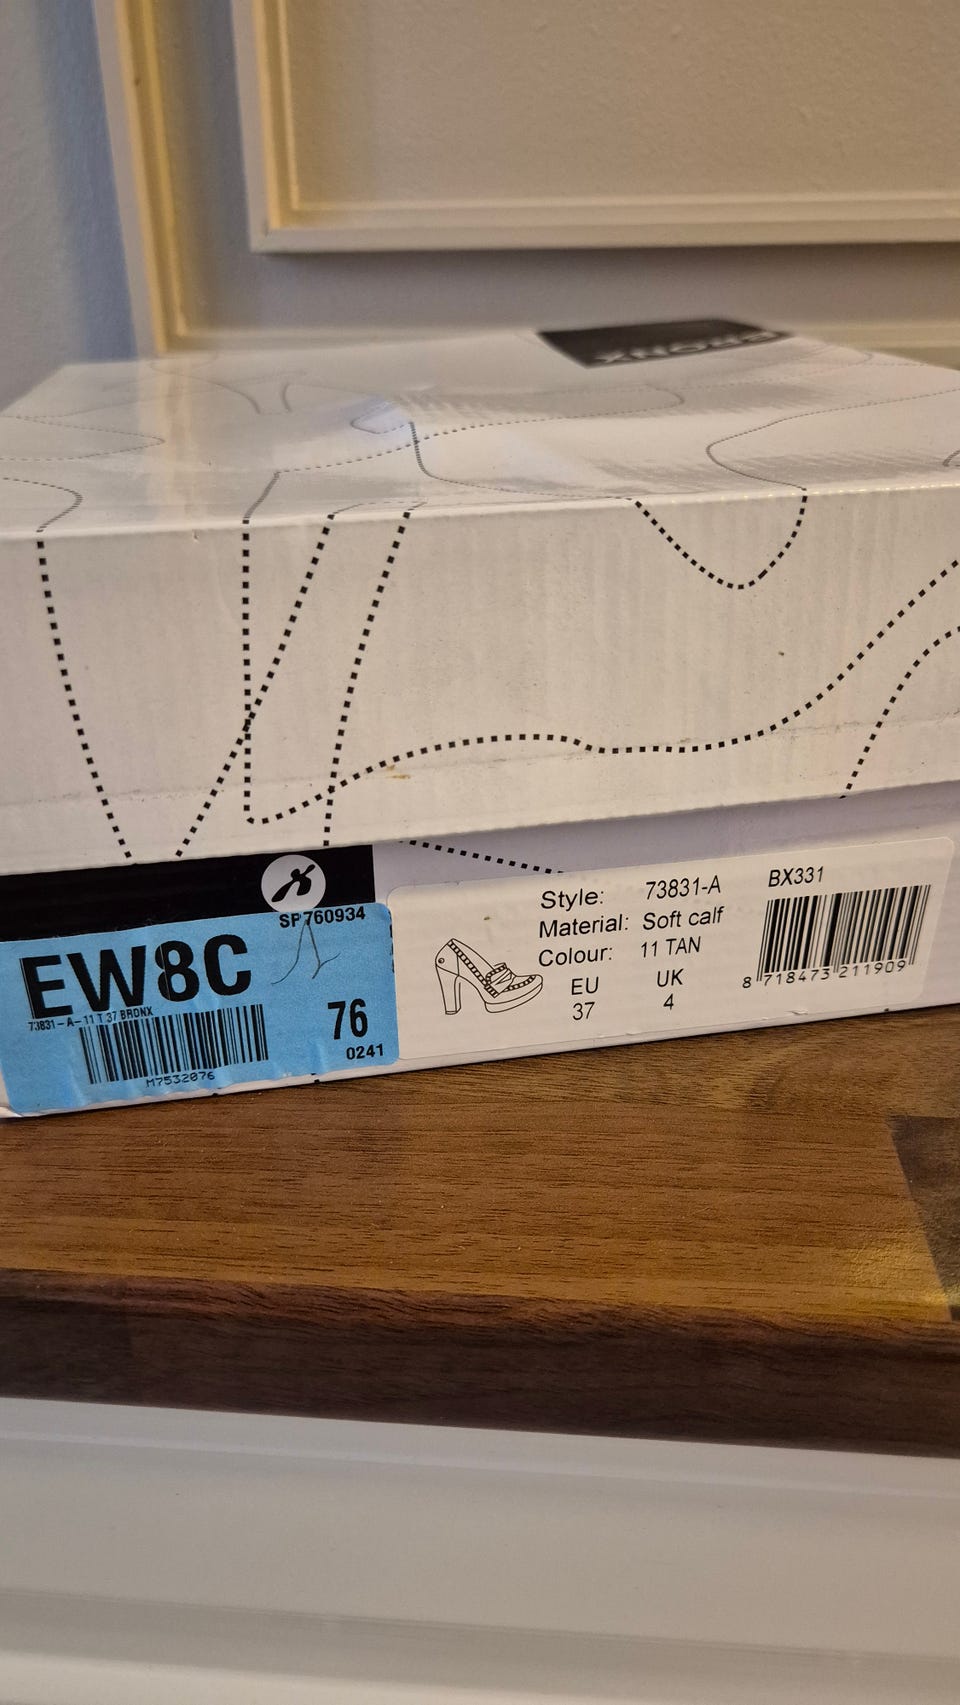 BRONX
SP760934
EW8C
73831-A-11 T 37 BRONX
M7532076
76
0241
Style: 73831-A BX331
Material: Soft calf
Colour: 11 TAN
EU UK
37 4
8 718473 211909